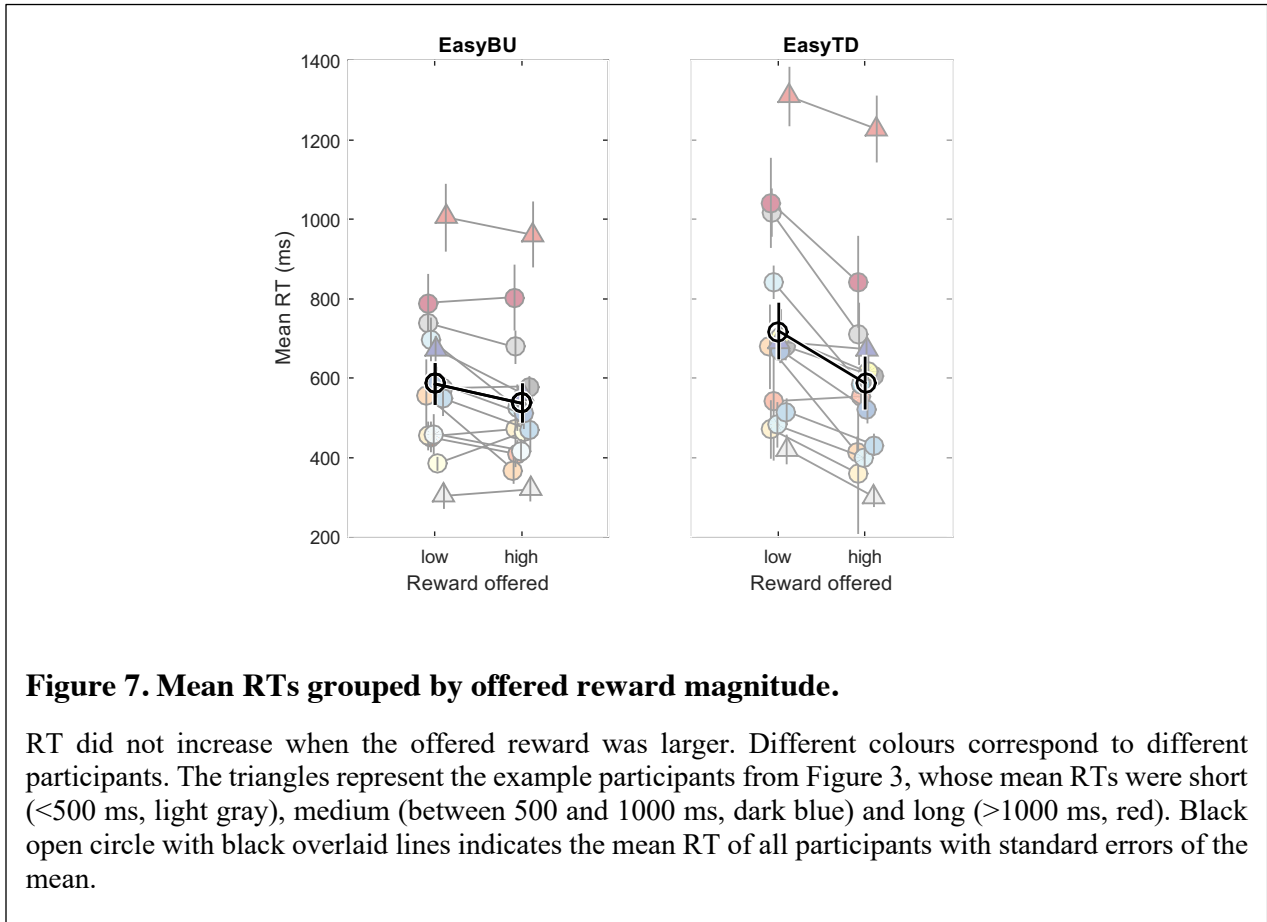 EasyBU
EasyTD
1400
1200
1000
800
600
400
200
Mean RT (ms)
low
high
low
high
Reward offered
Reward offered
Figure 7. Mean RTs grouped by offered reward magnitude.
RT did not increase when the offered reward was larger. Different colours correspond to different
participants. The triangles represent the example participants from Figure 3, whose mean RTs were short
(<500 ms, light gray), medium (between 500 and 1000 ms, dark blue) and long (>1000 ms, red). Black
open circle with black overlaid lines indicates the mean RT of all participants with standard errors of the
mean.